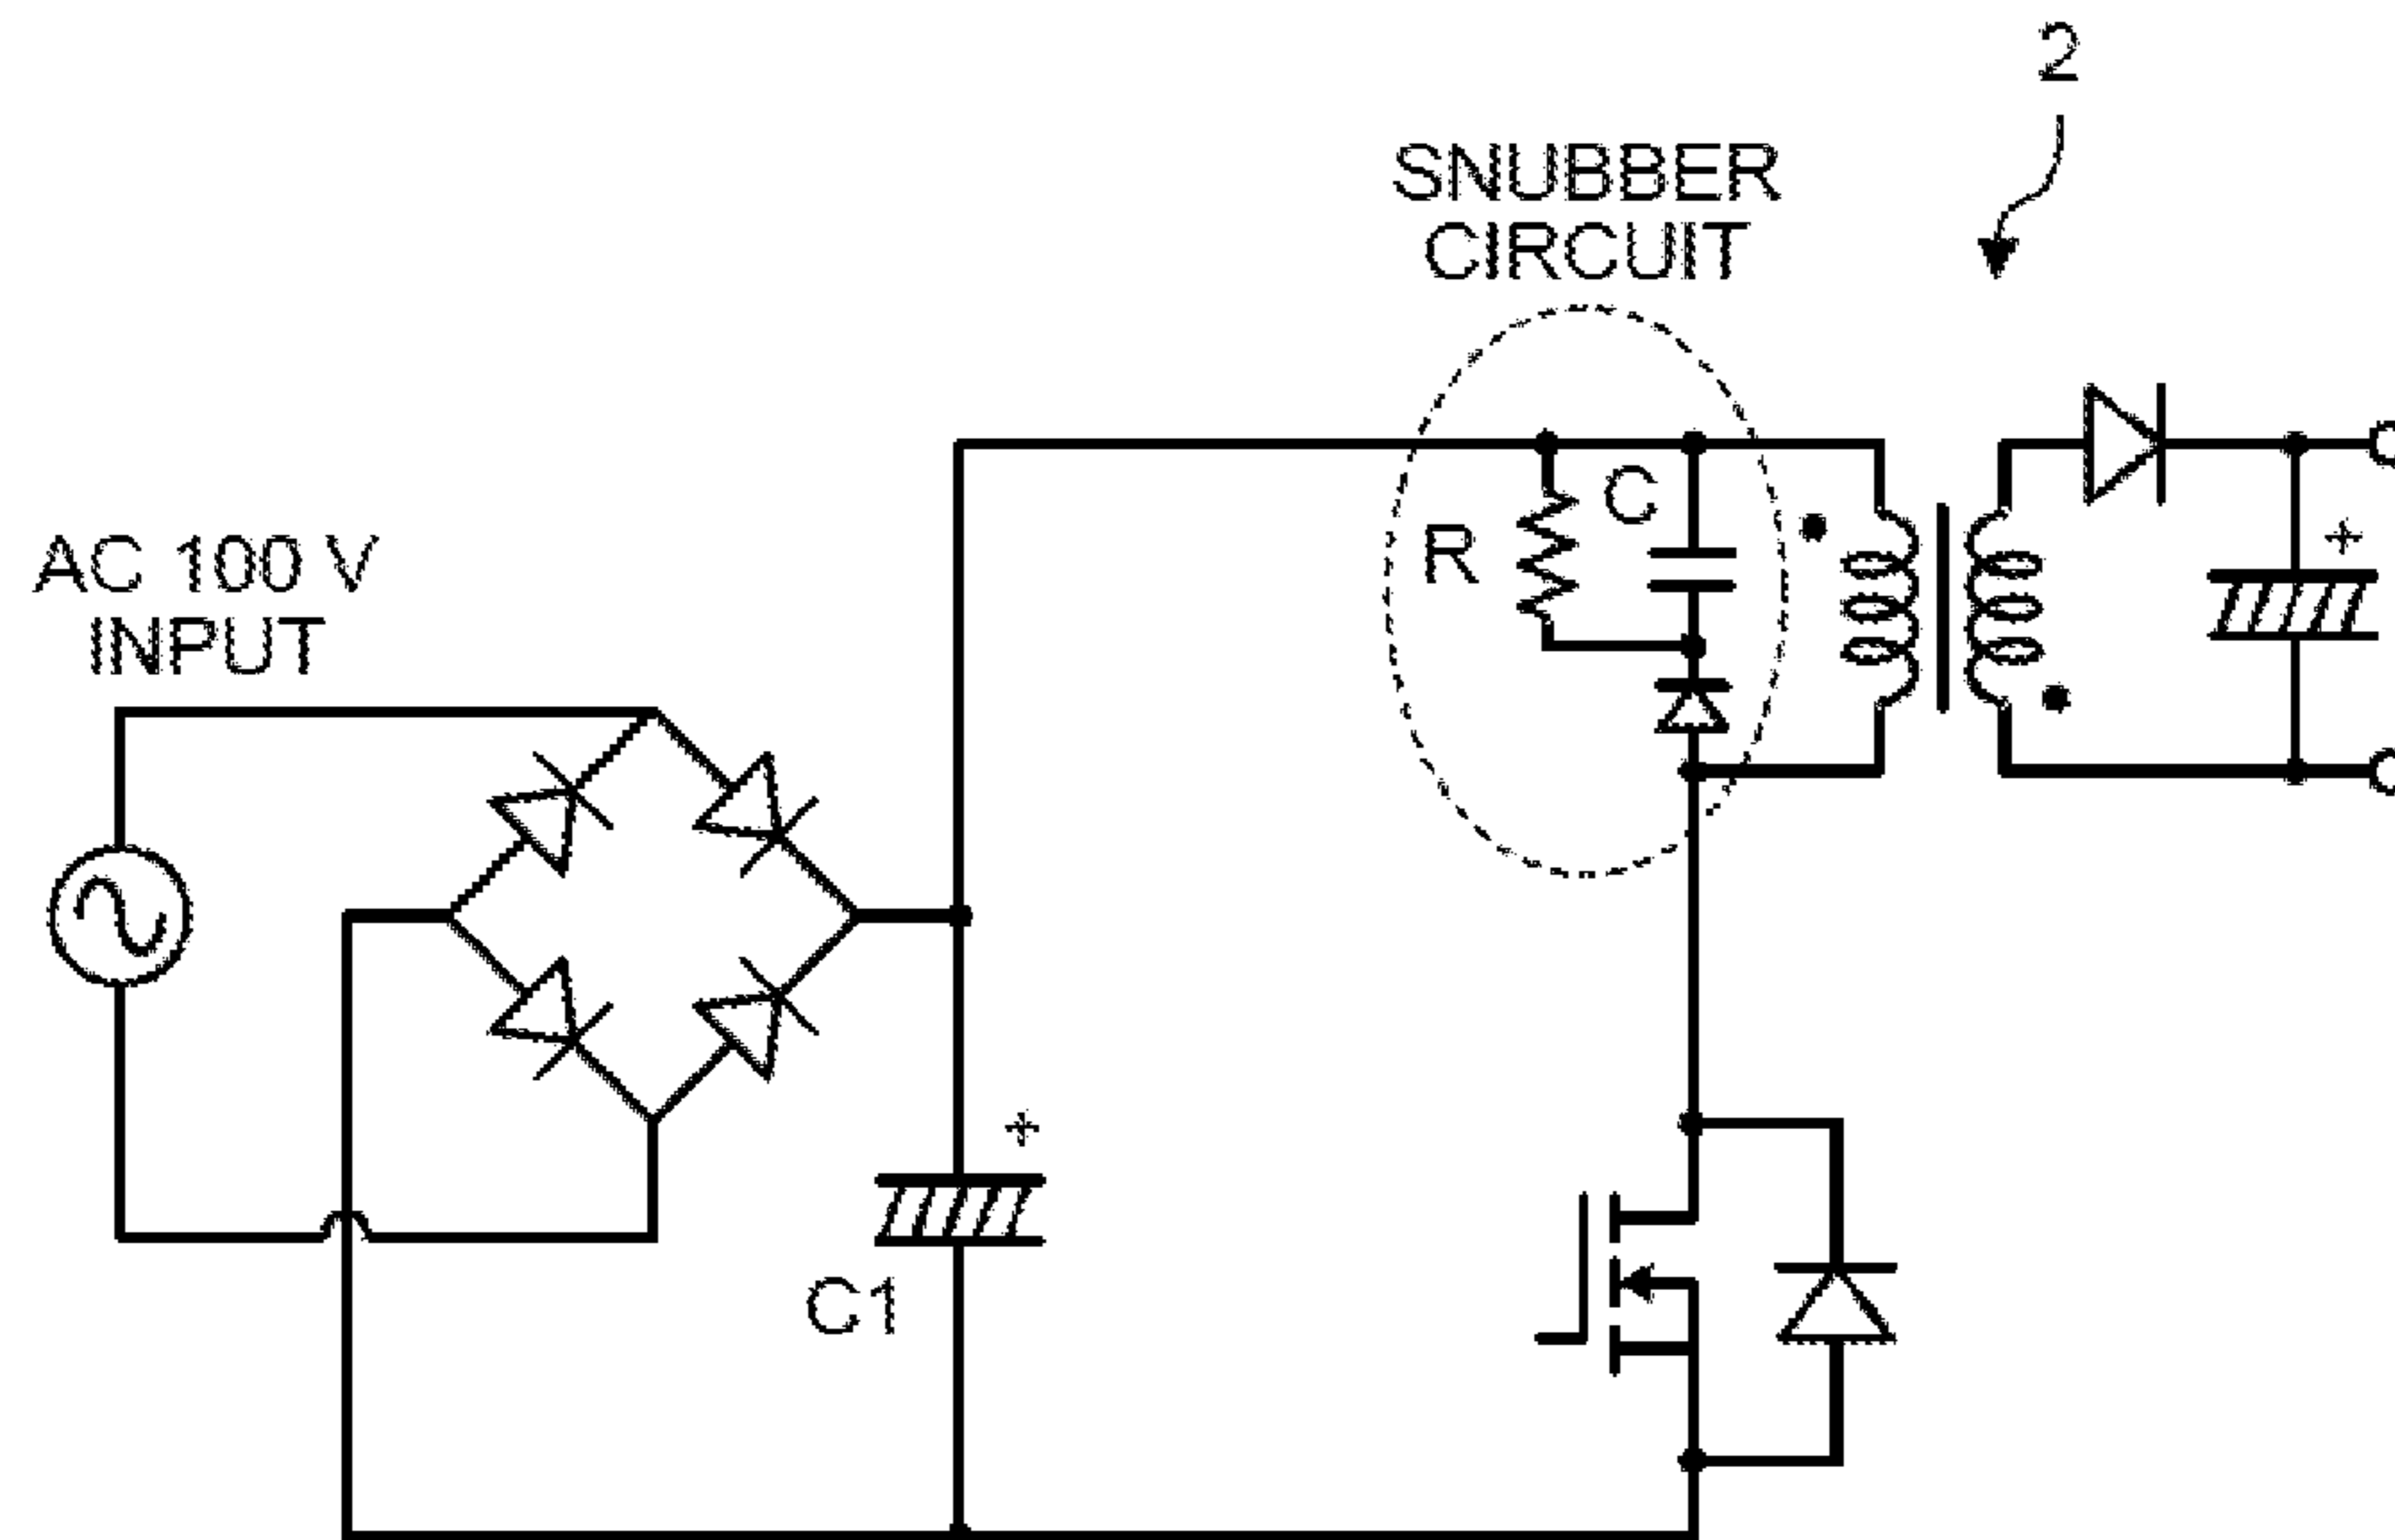 2
SNUBBER
CIRCUIT
C
R
+
AC 100 V
INPUT
+
C1